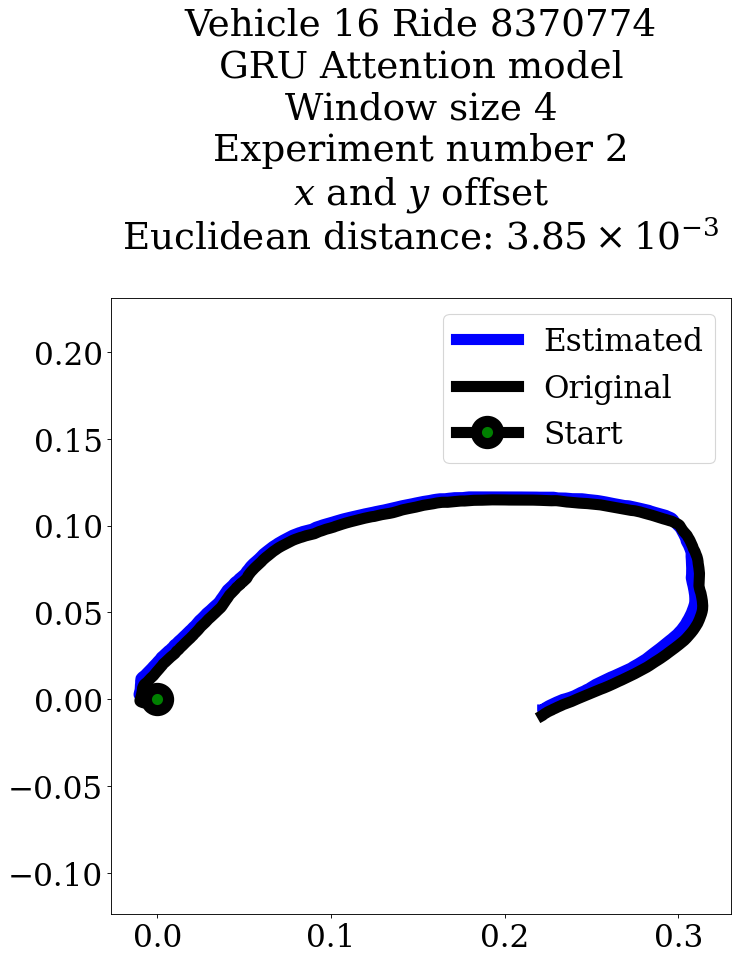 Vehicle 16 Ride 8370774
GRU Attention model
Window size 4
Experiment number 2
x and y offset
Euclidean distance: 3.85 × 10⁻³
Estimated
Original
Start
0.20
0.15
0.10
0.05
0.00
−0.05
−0.10
0.0 0.1 0.2 0.3